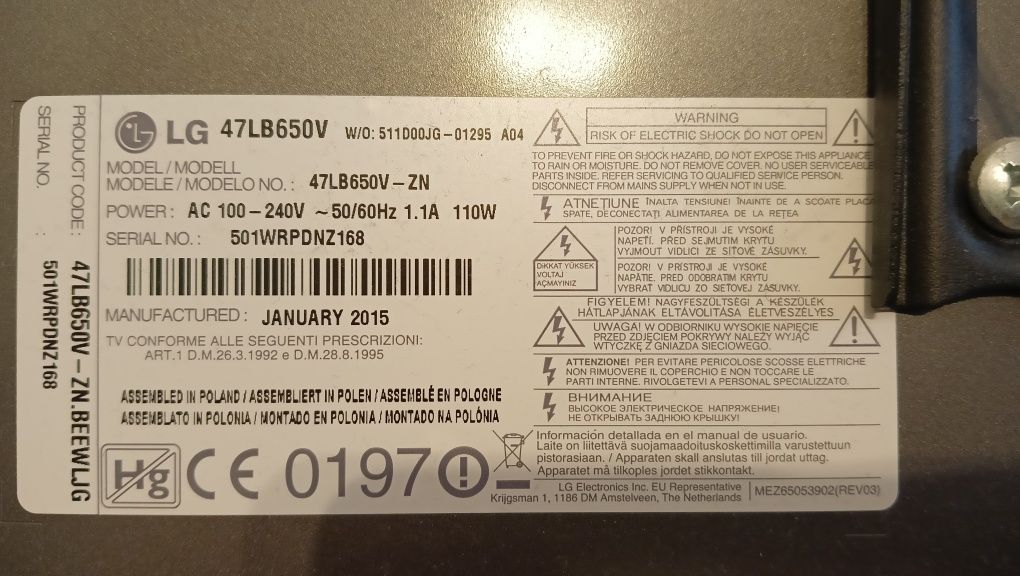 SERIAL NO.
501WRPDNZ168
PRODUCT CODE:
47LB650V-ZN.BEEWLJG
LG 47LB650V W/O: 511D00JG-01295 A04
MODEL / MODELL
MODELE / MODELO NO. : 47LB650V-ZN
POWER : AC 100-240V ~50/60Hz 1.1A 110W
SERIAL NO. : 501WRPDNZ168
MANUFACTURED : JANUARY 2015
TV CONFORME ALLE SEGUENTI PRESCRIZIONI:
ART.1 D.M.26.3.1992 e D.M.28.8.1995
ASSEMBLED IN POLAND / ASSEMBLIERT IN POLEN / ASSEMBLÉ EN POLOGNE
ASSEMBLATO IN POLONIA / MONTADO EN POLONIA / MONTADO NA POLÔNIA
Hg CE 0197
WARNING
RISK OF ELECTRIC SHOCK DO NOT OPEN
TO PREVENT FIRE OR SHOCK HAZARD, DO NOT EXPOSE THIS APPLIANCE
TO RAIN OR MOISTURE. DO NOT REMOVE COVER. NO USER SERVICEABLE
PARTS INSIDE. REFER SERVICING TO QUALIFIED SERVICE PERSON.
DISCONNECT FROM MAINS SUPPLY WHEN NOT IN USE.
ATNEȚIUNE ÎNALTA TENSIUNE! ÎNAINTE DE A SCOATE
SPATE, DECONECTAȚI ALIMENTAREA DE LA REȚEA
DiKKAT YÜKSEK
VOLTAJ
AÇMAYINIZ
POZOR! V PŘÍSTROJI JE VYSOKÉ
NAPETÍ. PŘED SEJMUTIM KRYTU
VYJMOUT VIDLICI ZE SÍŤOVÉ ZÁSUVKY.
POZOR! V PRÍSTROJI JE VYSOKÉ
NAPÄTIE. PRED ODOBRATIM KRYTU
VYBRAT VIDLICU ZO SIETOVEJ ZÁSUVKY.
FIGYELEM! NAGYFESZÜLTSÉG! A KÉSZÜLÉK
HÁTLAPJÁNAK ELTÁVOLÍTÁSA ÉLETVESZÉLYES
UWAGA! W ODBIORNIKU WYSOKIE NAPIĘCIE
PRZED ZDJĘCIEM POKRYWY NALEŻY WYJĄĆ
WTYCZKĘ Z GNIAZDA SIECIOWEGO.
ATTENZIONE! PER EVITARE PERICOLOSE SCOSSE ELETTRICHE
NON RIMUOVERE IL COPERCHIO E NON TOCCARE LE
PARTI INTERNE. RIVOLGETEVI A PERSONAL SPECIALIZZATO.
ВНИМАНИЕ
ВЫСОКОЕ ЭЛЕКТРИЧЕСКОЕ НАПРЯЖЕНИЕ!
НЕ ОТКРЫВАТЬ ЗАДНЮЮ КРЫШКУ!
Información detallada en el manual de usuario.
Laite on liitettävä suojamaadoituskoskettimilla varustettuun
pistorasiaan. / Apparaten skall anslutas till jordat uttag.
Apparatet må tilkoples jordet stikkontakt.
LG Electronics Inc. EU Representative
Krijgsman 1, 1186 DM Amstelveen, The Netherlands
MEZ65053902(REV03)